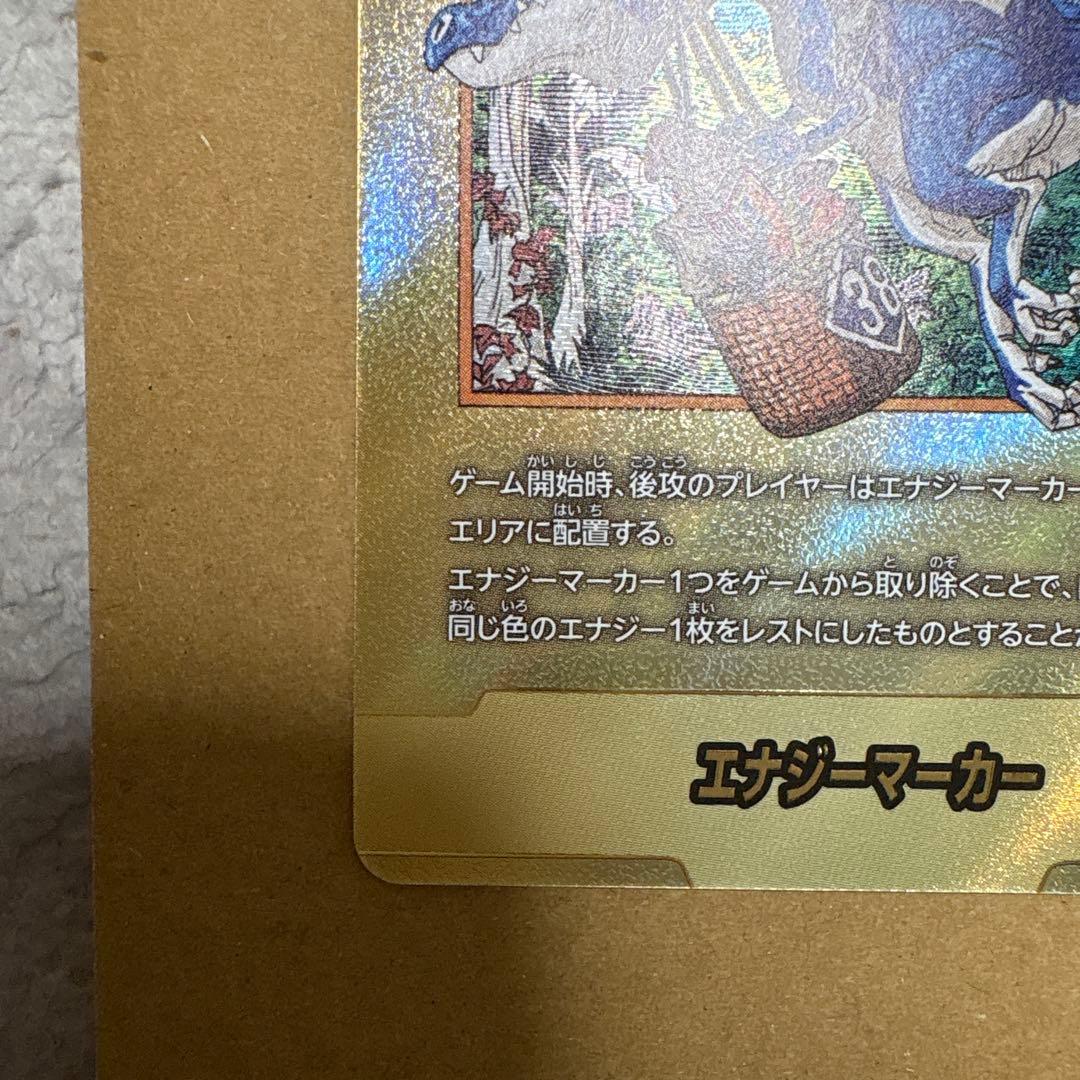 38
ゲーム開始時、後攻のプレイヤーはエナジーマーカー
エリアに配置する。
エナジーマーカー1つをゲームから取り除くことで、
同じ色のエナジー1枚をレストにしたものとすること
エナジーマーカー